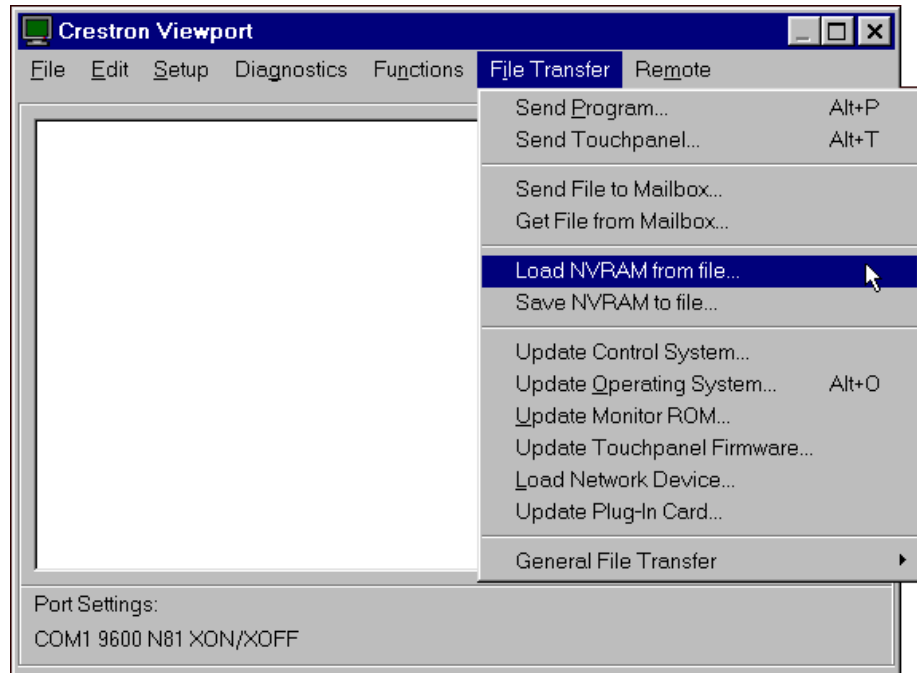 Crestron Viewport
File Edit Setup Diagnostics Functions File Transfer Remote
Send Program... Alt+P
Send Touchpanel... Alt+T
Send File to Mailbox...
Get File from Mailbox...
Load NVRAM from file...
Save NVRAM to file...
Update Control System...
Update Operating System... Alt+O
Update Monitor ROM...
Update Touchpanel Firmware...
Load Network Device...
Update Plug-In Card...
General File Transfer
Port Settings:
COM1 9600 N81 XON/XOFF